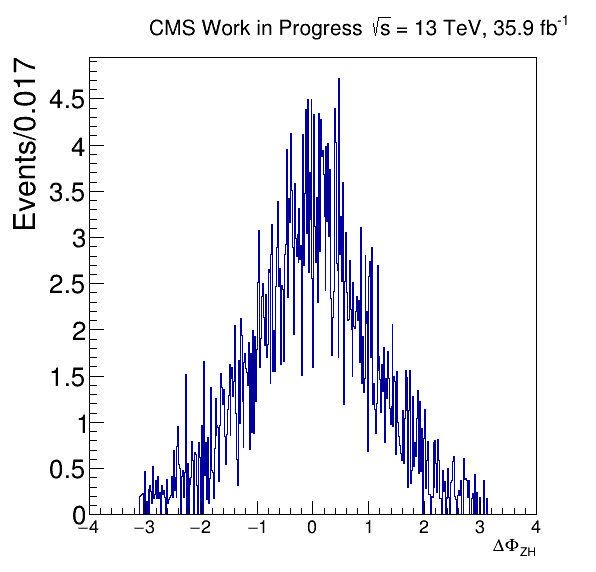 CMS Work in Progress √s = 13 TeV, 35.9 fb⁻¹
Events/0.017
4.5
4
3.5
3
2.5
2
1.5
1
0.5
0
−4 −3 −2 −1 0 1 2 3 4
ΔΦ_ZH